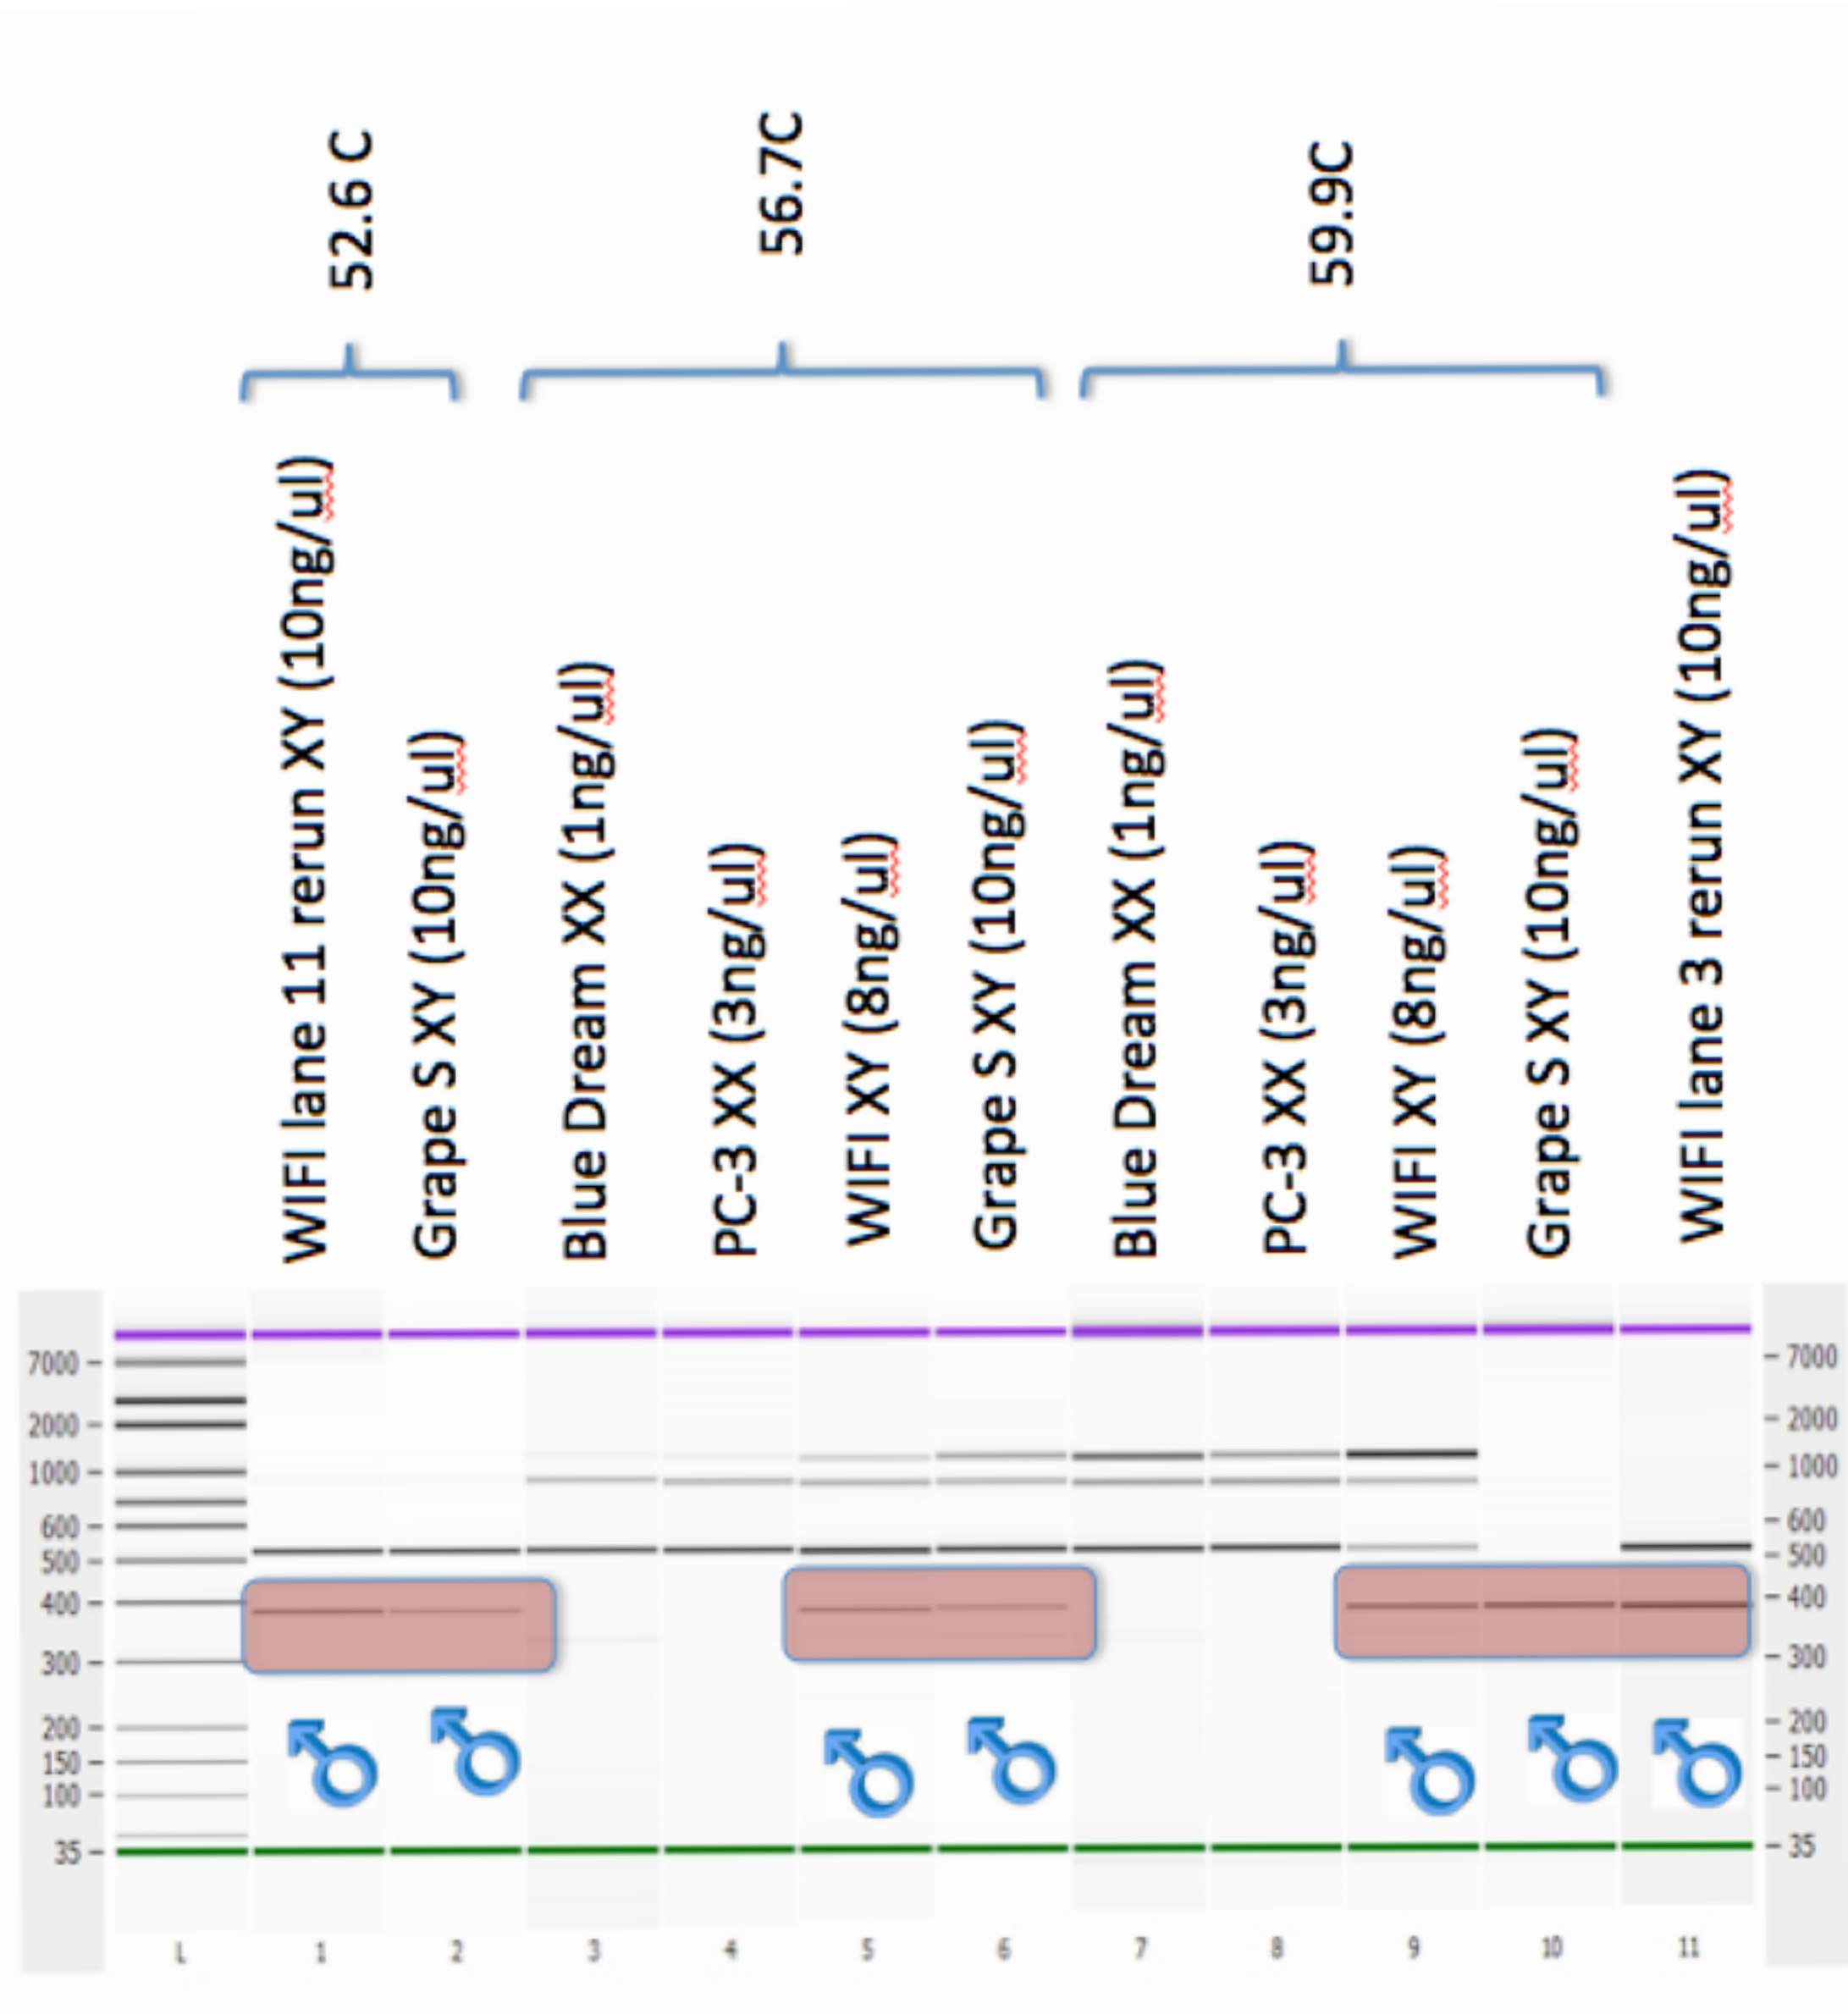 52.6 C
56.7C
59.9C
WIFI lane 11 rerun XY (10ng/ul)
Grape S XY (10ng/ul)
Blue Dream XX (1ng/ul)
PC-3 XX (3ng/ul)
WIFI XY (8ng/ul)
Grape S XY (10ng/ul)
Blue Dream XX (1ng/ul)
PC-3 XX (3ng/ul)
WIFI XY (8ng/ul)
Grape S XY (10ng/ul)
WIFI lane 3 rerun XY (10ng/ul)
7000
2000
1000
600
500
400
300
200
150
100
35
7000
2000
1000
600
500
400
300
200
150
100
35
L 1 2 3 4 5 6 7 8 9 10 11